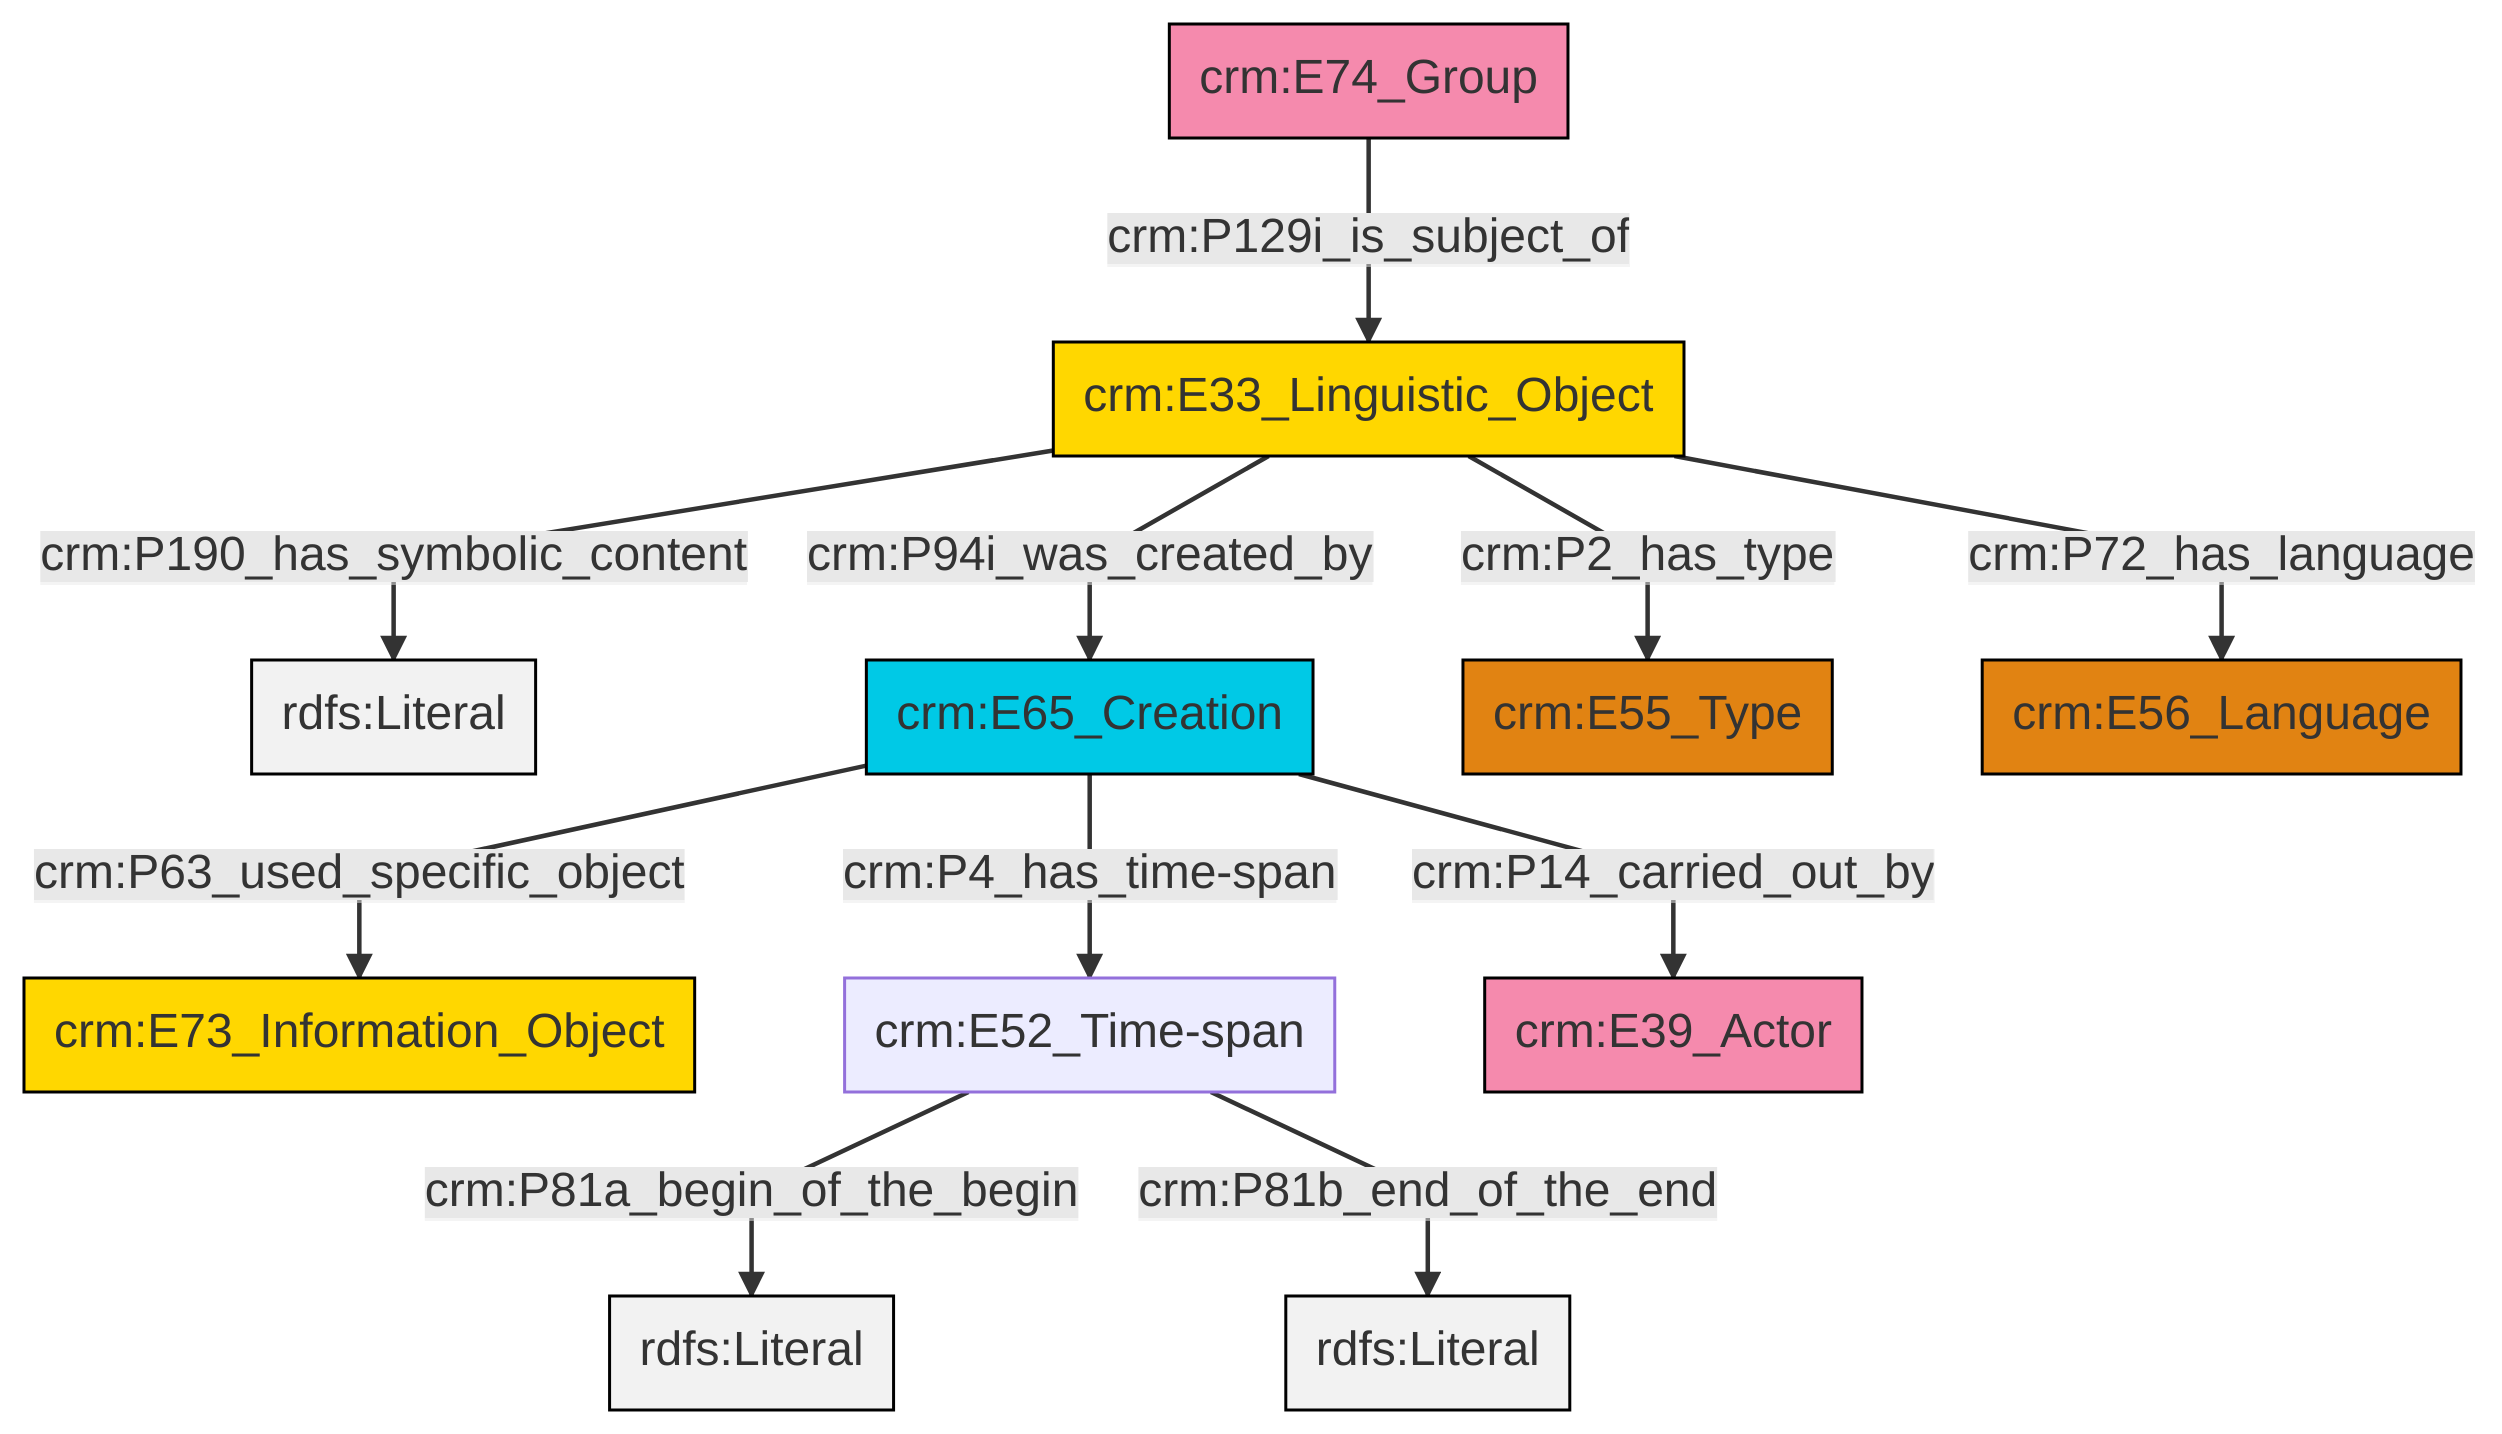 crm:E74_Group
crm:P129i_is_subject_of
crm:E33_Linguistic_Object
crm:P190_has_symbolic_content
crm:P94i_was_created_by
crm:P2_has_type
crm:P72_has_language
rdfs:Literal
crm:E65_Creation
crm:E55_Type
crm:E56_Language
crm:P63_used_specific_object
crm:P4_has_time-span
crm:P14_carried_out_by
crm:E73_Information_Object
crm:E52_Time-span
crm:E39_Actor
crm:P81a_begin_of_the_begin
crm:P81b_end_of_the_end
rdfs:Literal
rdfs:Literal